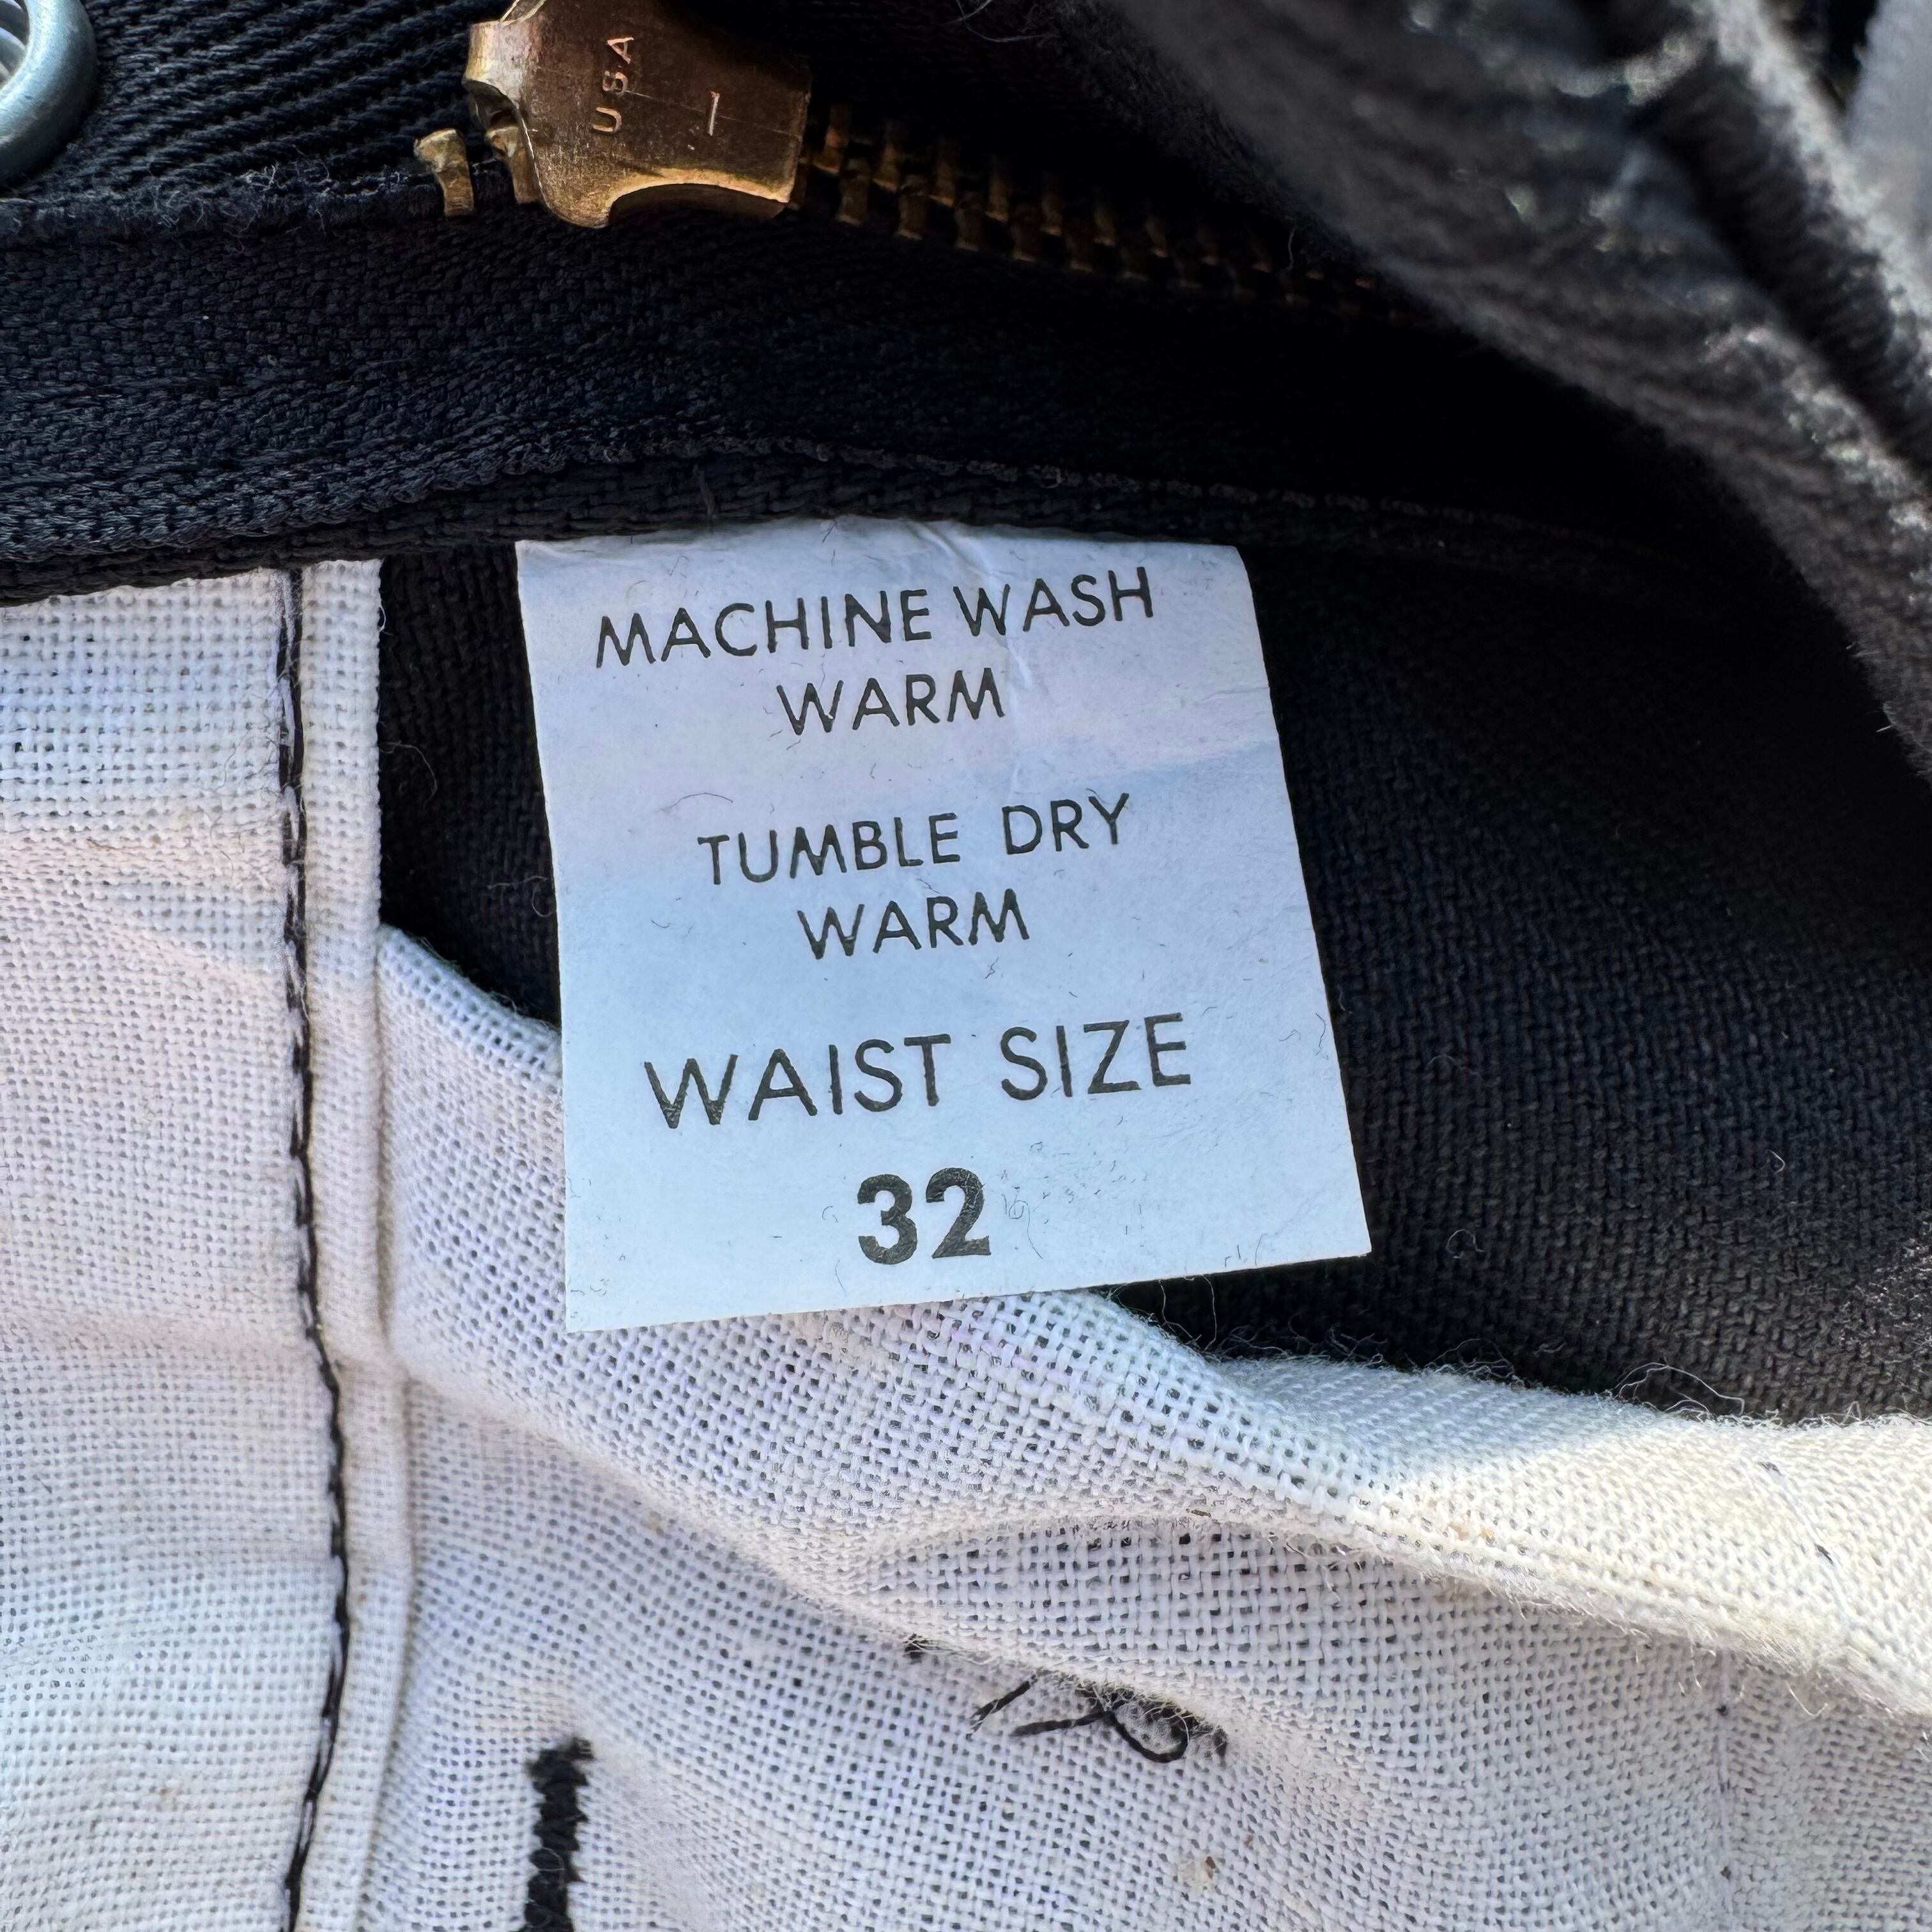 USA
MACHINE WASH
WARM
TUMBLE DRY
WARM
WAIST SIZE
32